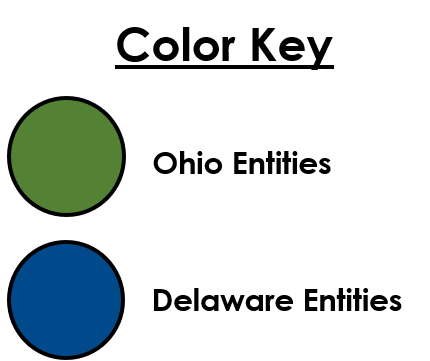 Color Key
Ohio Entities
Delaware Entities